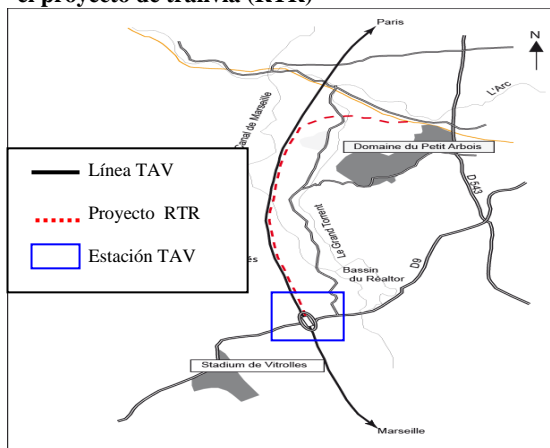 el proyecto de tranvía (RTR)
Paris
N
L'Arc
Canal de Marseille
Domaine du Petit Arbois
Línea TAV
D 543
Proyecto RTR
Le Grand Torrent
Estación TAV
és
D9
Bassin
du Réaltor
Stadium de Vitrolles
Marseille